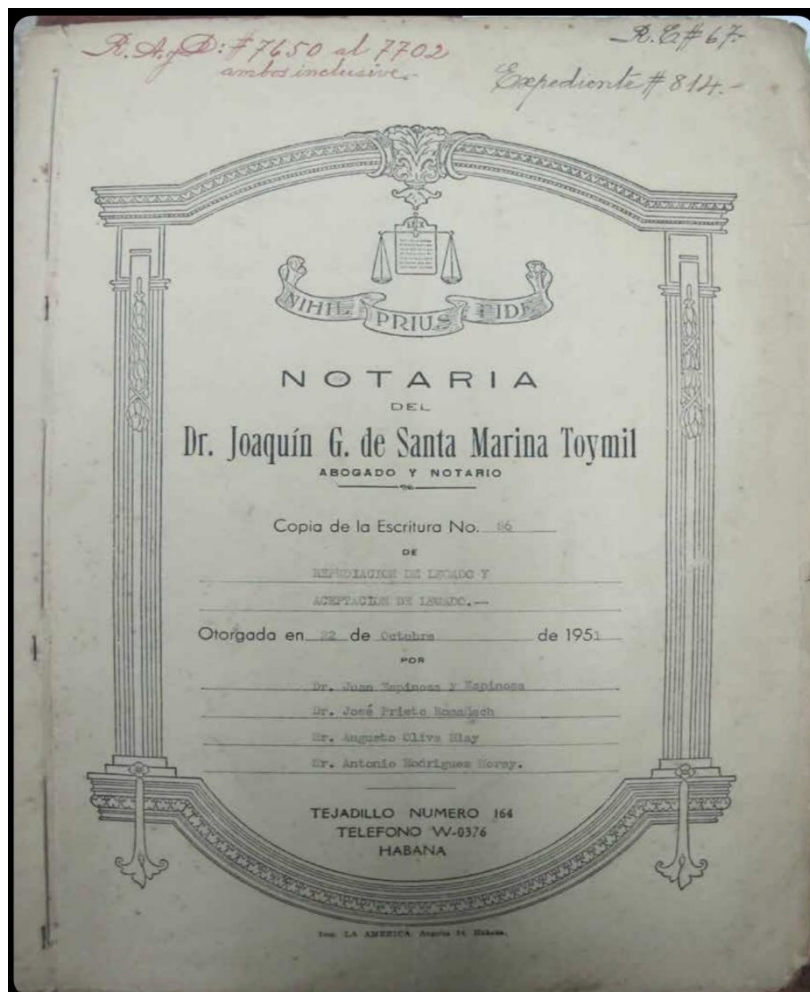 R. A. y D: # 7650 al 7702
ambos inclusive.-
R. E. # 67.-
Expediente # 814.-
LEX
NIHIL PRIUS FIDE
NOTARIA
DEL
Dr. Joaquín G. de Santa Marina Toymil
ABOGADO Y NOTARIO
Copia de la Escritura No. 86
DE
REPUDIACION DE LEGADO Y
ACEPTACION DE LEGADO.--
Otorgada en 22 de Octubre de 1951
POR
Dr. Juan Espinosa y Espinosa
Dr. José Prieto
Augusto Oliva Blay
Antonio Rodriguez
TEJADILLO NUMERO 164
TELEFONO W-0376
HABANA
Imp. LA AMERICA. Habana.